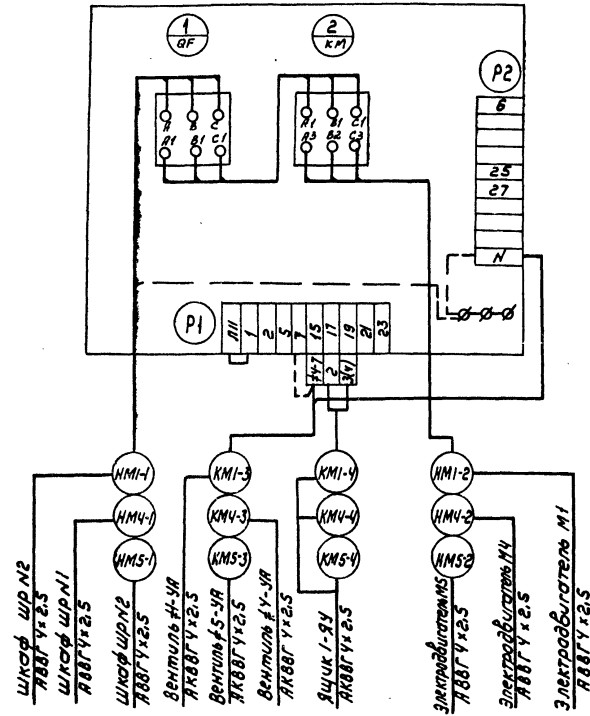 1
QF
2
КМ
P2
6
25
27
N
A B C
A1 B1 C1
A1 B1 C1
A3 B2 C3
P1
Л11
1
2
5
7
15
17
19
21
23
2
3(4)
НМ1-1
НМ4-1
НМ5-1
КМ1-3
КМ4-3
КМ5-3
КМ1-4
КМ4-4
КМ5-4
НМ1-2
НМ4-2
НМ5-2
Шкаф ШР N2
АВВГ 4×2.5
Шкаф ШР N1
АВВГ 4×2.5
Шкаф ШР N2
АВВГ 4×2.5
Вентиль
АКВВГ 4×2.5
Вентиль
АКВВГ 4×2.5
Вентиль
АКВВГ 4×2.5
Ящик 1-ЯУ
АКВВГ 4×2.5
Электродвигатель М5
АВВГ 4×2.5
Электродвигатель М4
АВВГ 4×2.5
Электродвигатель М1
АВВГ 4×2.5